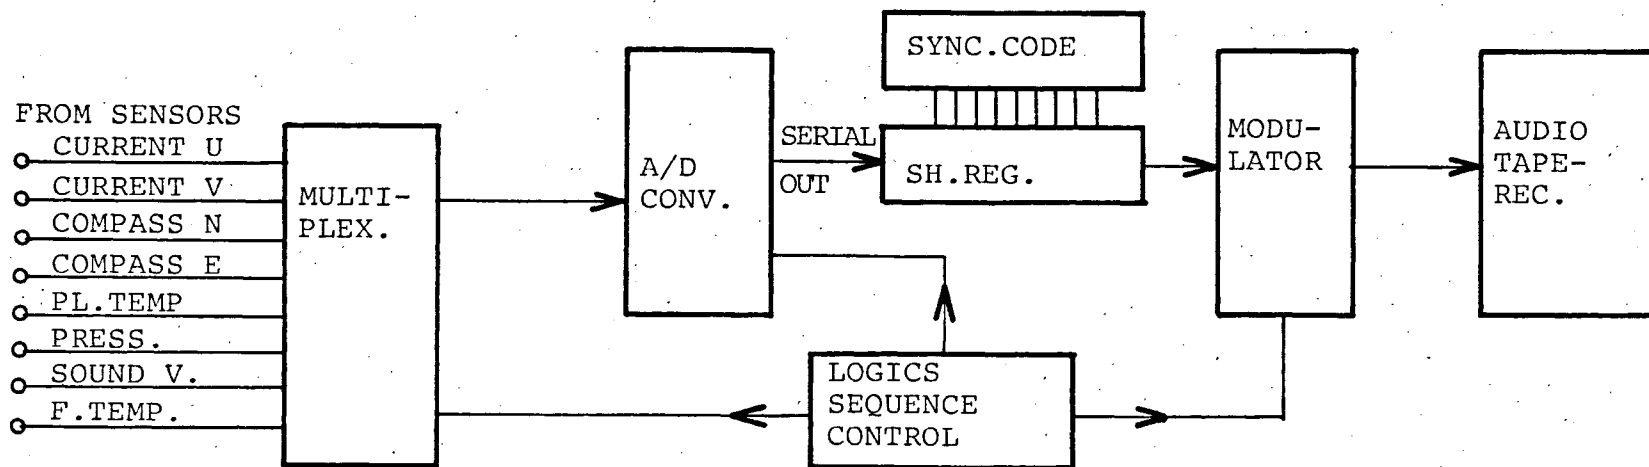 FROM SENSORS
CURRENT U
CURRENT V
COMPASS N
COMPASS E
PL.TEMP
PRESS.
SOUND V.
F.TEMP.
MULTI-
PLEX.
A/D
CONV.
SERIAL
OUT
SYNC.CODE
SH.REG.
MODU-
LATOR
AUDIO
TAPE-
REC.
LOGICS
SEQUENCE
CONTROL